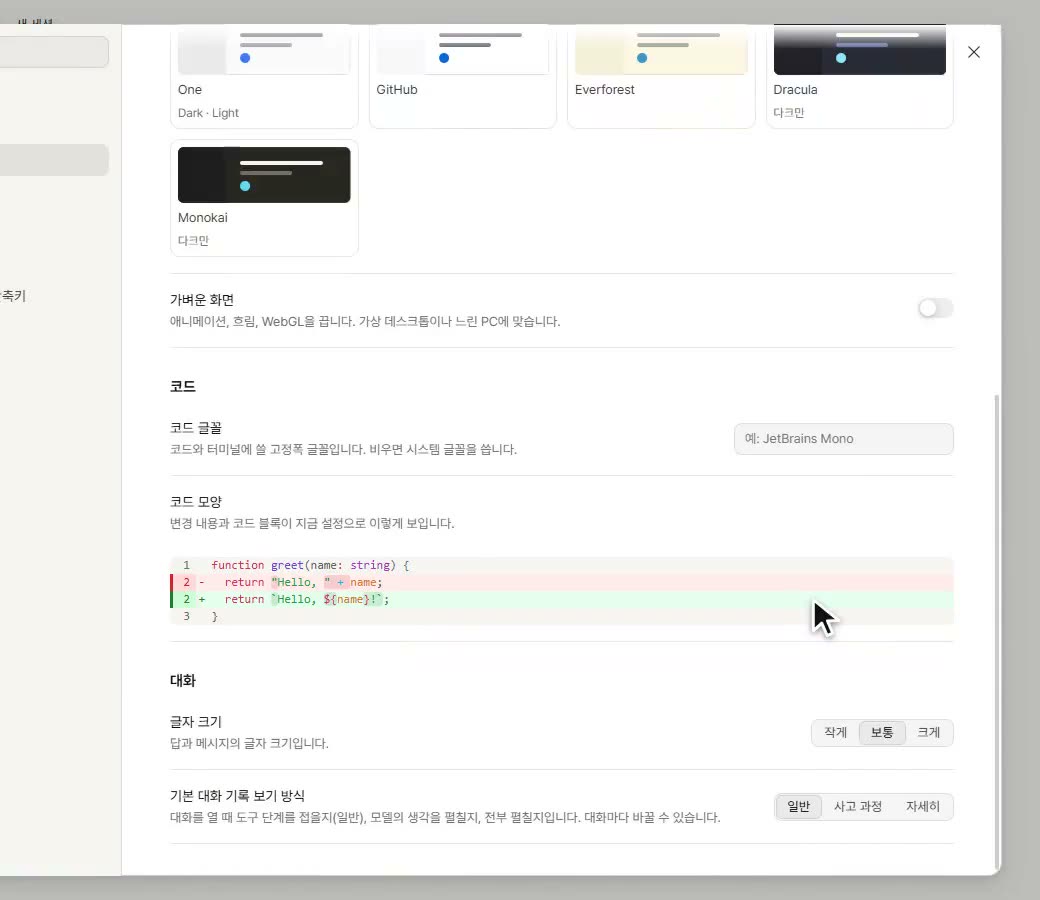 One
GitHub
Everforest
Dracula
Dark · Light
다크만
Monokai
다크만
가벼운 화면
애니메이션, 흐림, WebGL을 끕니다. 가상 데스크톱이나 느린 PC에 맞습니다.
축키
코드
코드 글꼴
코드와 터미널에 쓸 고정폭 글꼴입니다. 비우면 시스템 글꼴을 씁니다.
예: JetBrains Mono
코드 모양
변경 내용과 코드 블록이 지금 설정으로 이렇게 보입니다.
1 function greet(name: string) {
2 - return "Hello, " + name;
2 + return `Hello, ${name}!`;
3 }
대화
글자 크기
답과 메시지의 글자 크기입니다.
작게 보통 크게
기본 대화 기록 보기 방식
대화를 열 때 도구 단계를 접을지(일반), 모델의 생각을 펼칠지, 전부 펼칠지입니다. 대화마다 바꿀 수 있습니다.
일반 사고 과정 자세히